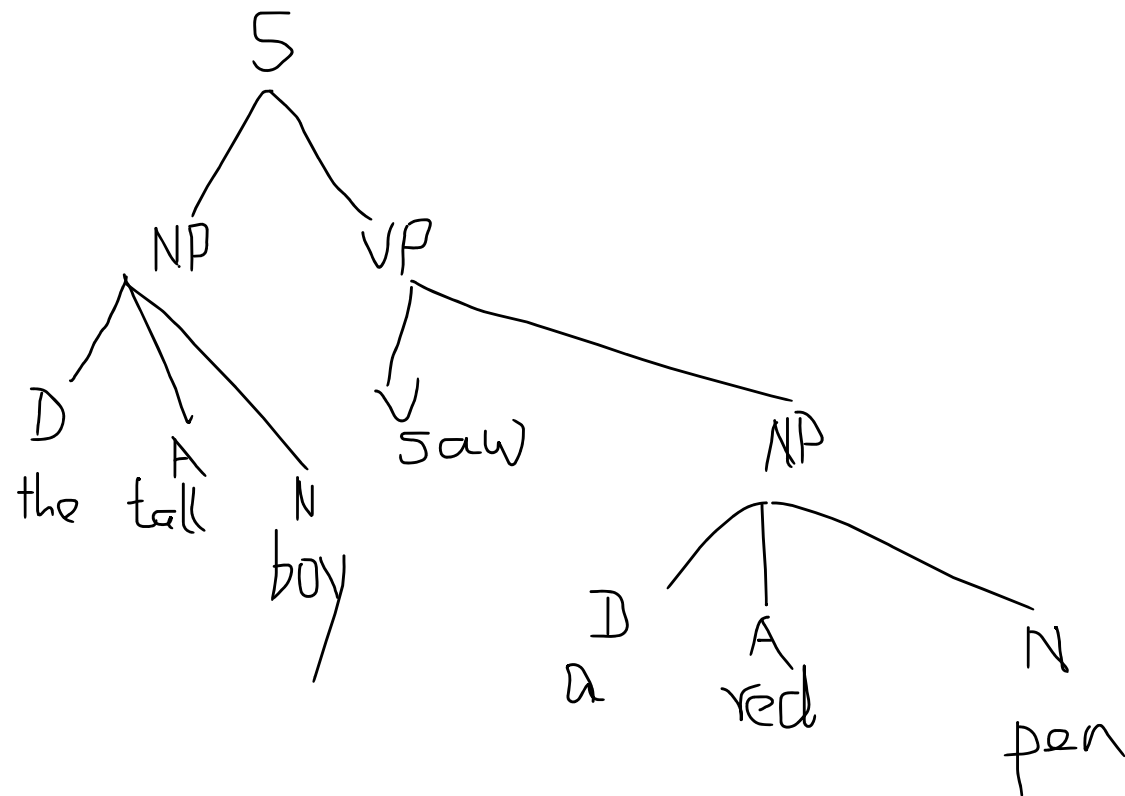 S
NP VP
D A N V NP
the tall boy saw
D A N
a red pen